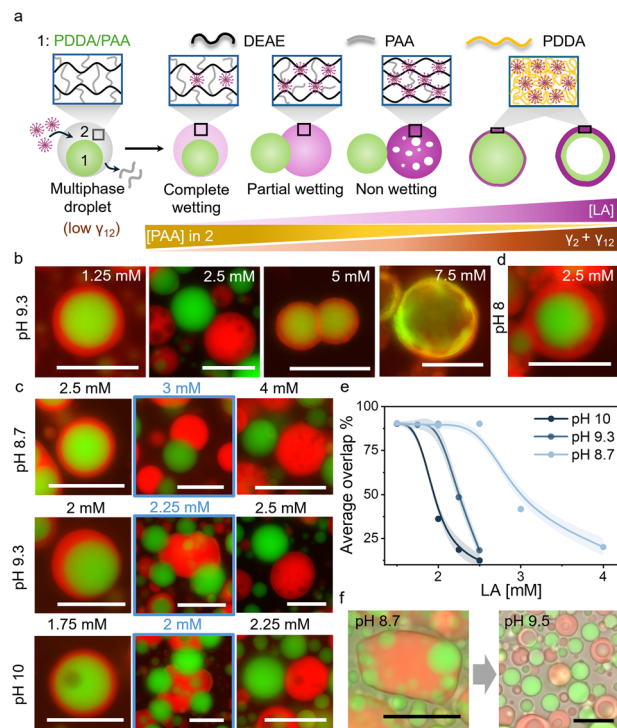 a
1: PDDA/PAA
DEAE
PAA
PDDA
2
1
Multiphase droplet
(low γ12)
Complete wetting
Partial wetting
Non wetting
[LA]
[PAA] in 2
γ2 + γ12
b
pH 9.3
1.25 mM
2.5 mM
5 mM
7.5 mM
d
pH 8
2.5 mM
c
pH 8.7
2.5 mM
3 mM
4 mM
pH 9.3
2 mM
2.25 mM
2.5 mM
pH 10
1.75 mM
2 mM
2.25 mM
e
Average overlap %
100
75
50
25
0
pH 10
pH 9.3
pH 8.7
2
3
4
LA [mM]
f
pH 8.7
pH 9.5